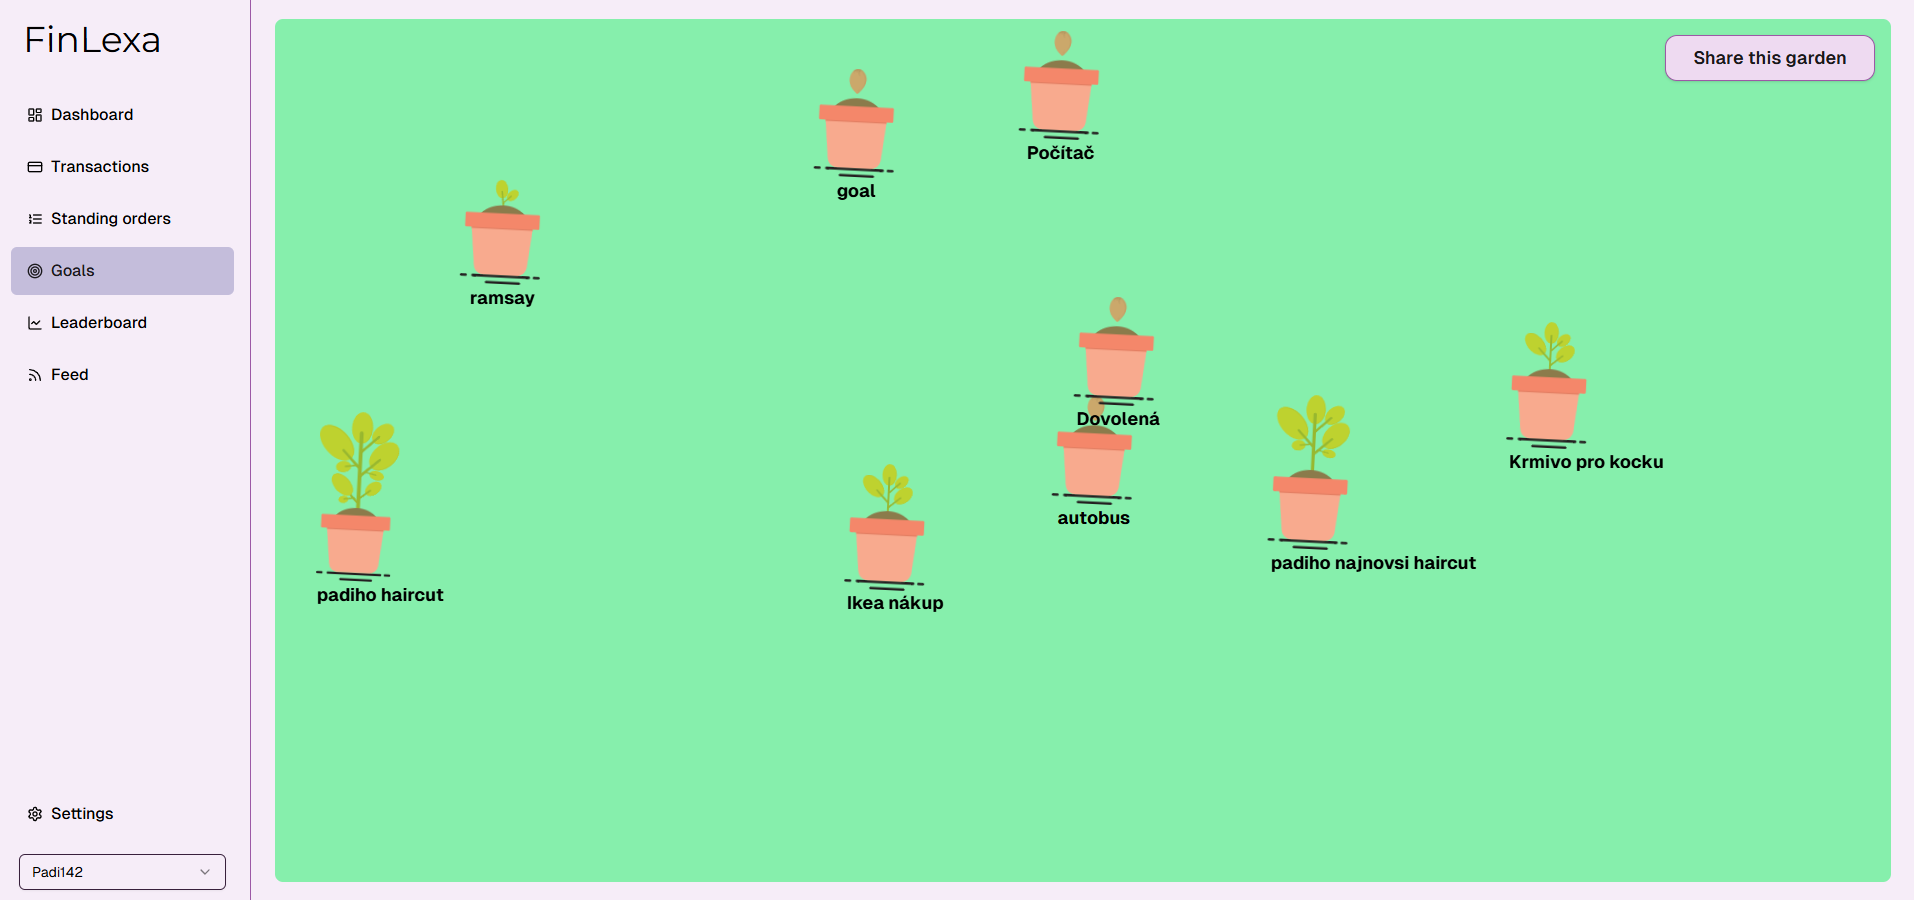 FinLexa
Dashboard
Transactions
Standing orders
Goals
Leaderboard
Feed
Settings
Padi142
Share this garden
Počítač
goal
ramsay
Dovolená
Krmivo pro kocku
autobus
padiho najnovsi haircut
padiho haircut
Ikea nákup